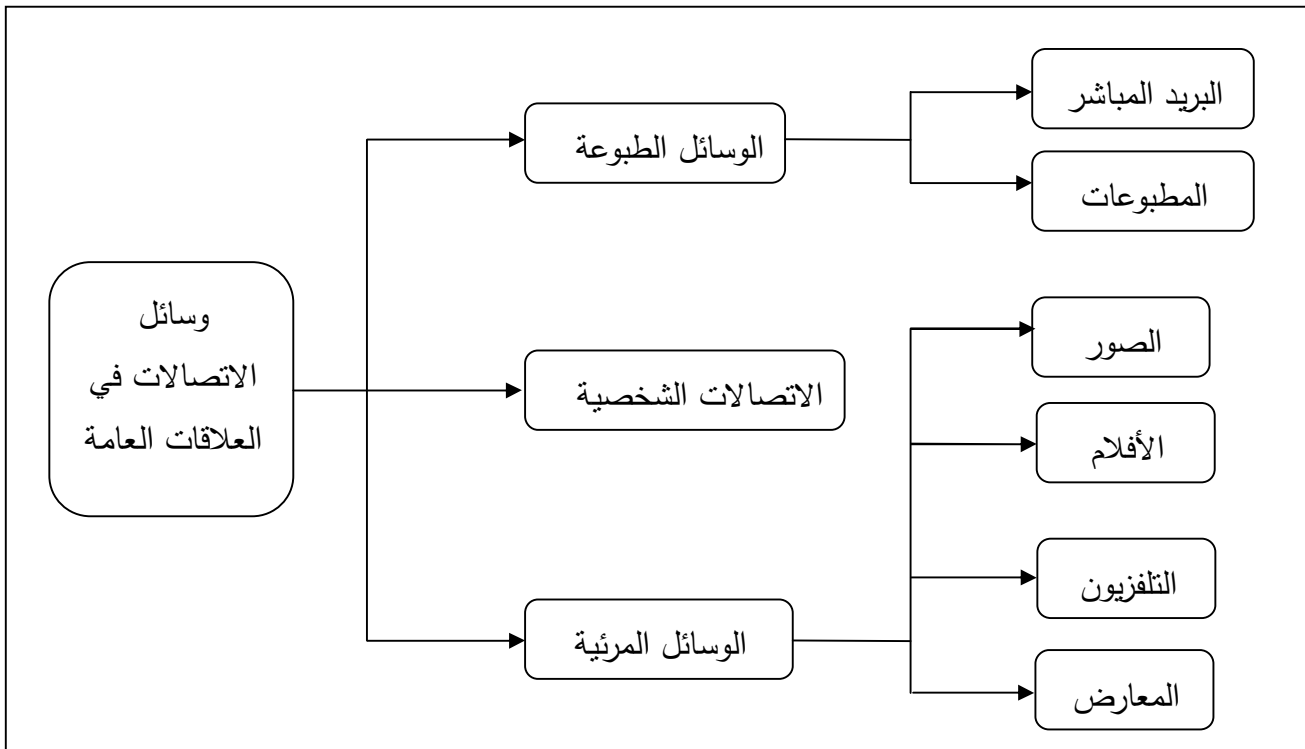 وسائل
الاتصالات في
العلاقات العامة
الوسائل الطبوعة
البريد المباشر
المطبوعات
الاتصالات الشخصية
الوسائل المرئية
الصور
الأفلام
التلفزيون
المعارض